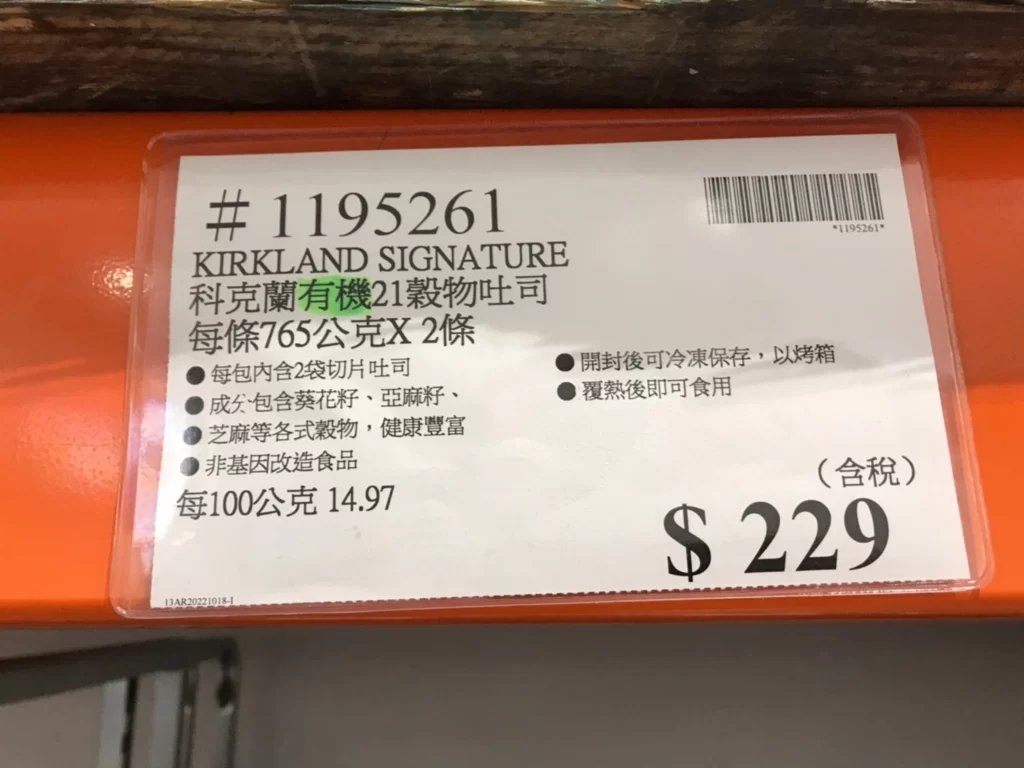 # 1195261
*1195261*
KIRKLAND SIGNATURE
科克蘭有機21穀物吐司
每條765公克X 2條
●每包內含2袋切片吐司
●成分包含葵花籽、亞麻籽、
●芝麻等各式穀物，健康豐富
●非基因改造食品
●開封後可冷凍保存，以烤箱
●覆熱後即可食用
每100公克 14.97
（含稅）
$ 229
13AR20221018-1